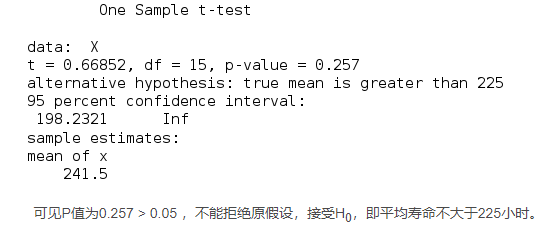 One Sample t-test
data:  X
t = 0.66852, df = 15, p-value = 0.257
alternative hypothesis: true mean is greater than 225
95 percent confidence interval:
 198.2321      Inf
sample estimates:
mean of x
    241.5
可见P值为0.257 > 0.05 ，不能拒绝原假设，接受H₀，即平均寿命不大于225小时。